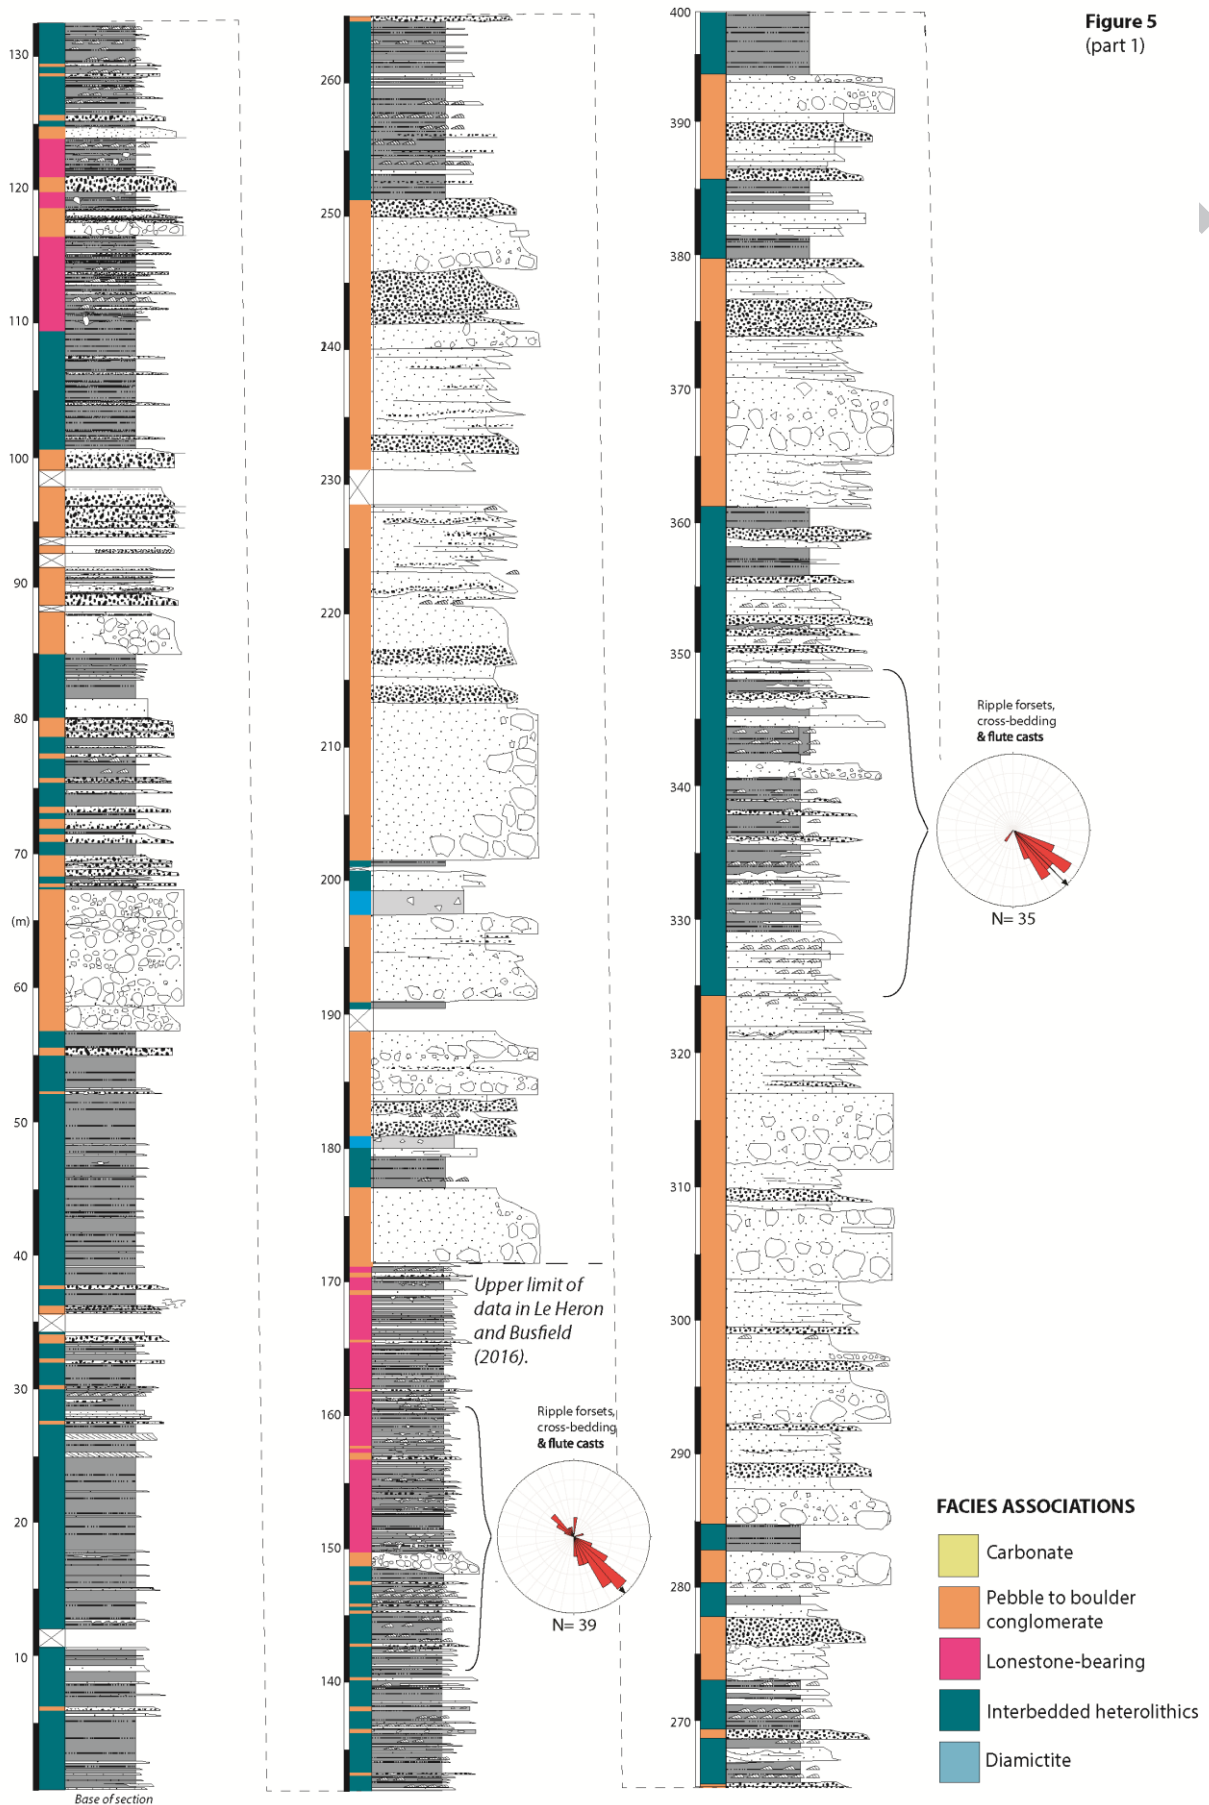 Figure 5
(part 1)
130
120
110
100
90
80
70
(m)
60
50
40
30
20
10
Base of section
260
250
240
230
220
210
200
190
180
170
Upper limit of
data in Le Heron
and Busfield
(2016).
160
150
140
Ripple forsets,
cross-bedding
& flute casts
N= 39
400
390
380
370
360
350
340
330
320
310
300
290
280
270
Ripple forsets,
cross-bedding
& flute casts
N= 35
FACIES ASSOCIATIONS
Carbonate
Pebble to boulder
conglomerate
Lonestone-bearing
Interbedded heterolithics
Diamictite